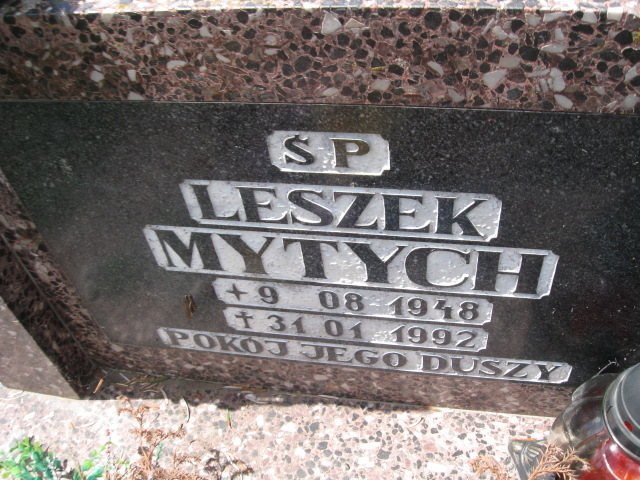 ŚP
LESZEK
MYTYCH
+ 9 08 1948
† 31 01 1992
POKÓJ JEGO DUSZY